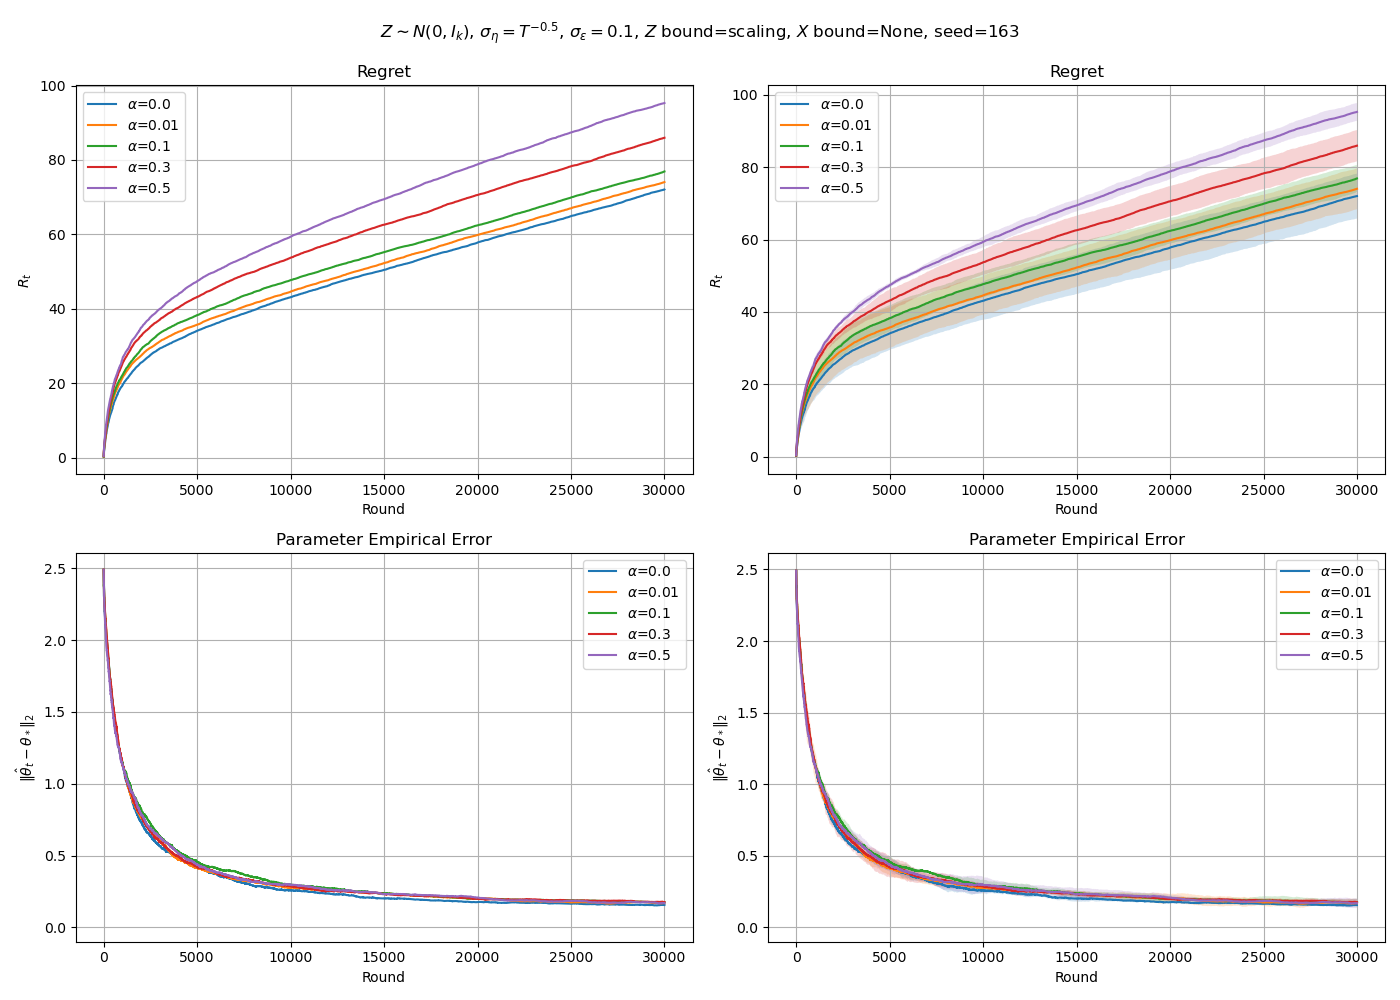 Z ∼ N(0, I_k), σ_η = T^{−0.5}, σ_ε = 0.1, Z bound=scaling, X bound=None, seed=163
Regret
100
80
60
40
20
0
R_t
α=0.0
α=0.01
α=0.1
α=0.3
α=0.5
0 5000 10000 15000 20000 25000 30000
Round
Regret
100
80
60
40
20
0
R_t
α=0.0
α=0.01
α=0.1
α=0.3
α=0.5
0 5000 10000 15000 20000 25000 30000
Round
Parameter Empirical Error
2.5
2.0
1.5
1.0
0.5
0.0
‖θ̂_t − θ_*‖_2
α=0.0
α=0.01
α=0.1
α=0.3
α=0.5
0 5000 10000 15000 20000 25000 30000
Round
Parameter Empirical Error
2.5
2.0
1.5
1.0
0.5
0.0
‖θ̂_t − θ_*‖_2
α=0.0
α=0.01
α=0.1
α=0.3
α=0.5
0 5000 10000 15000 20000 25000 30000
Round